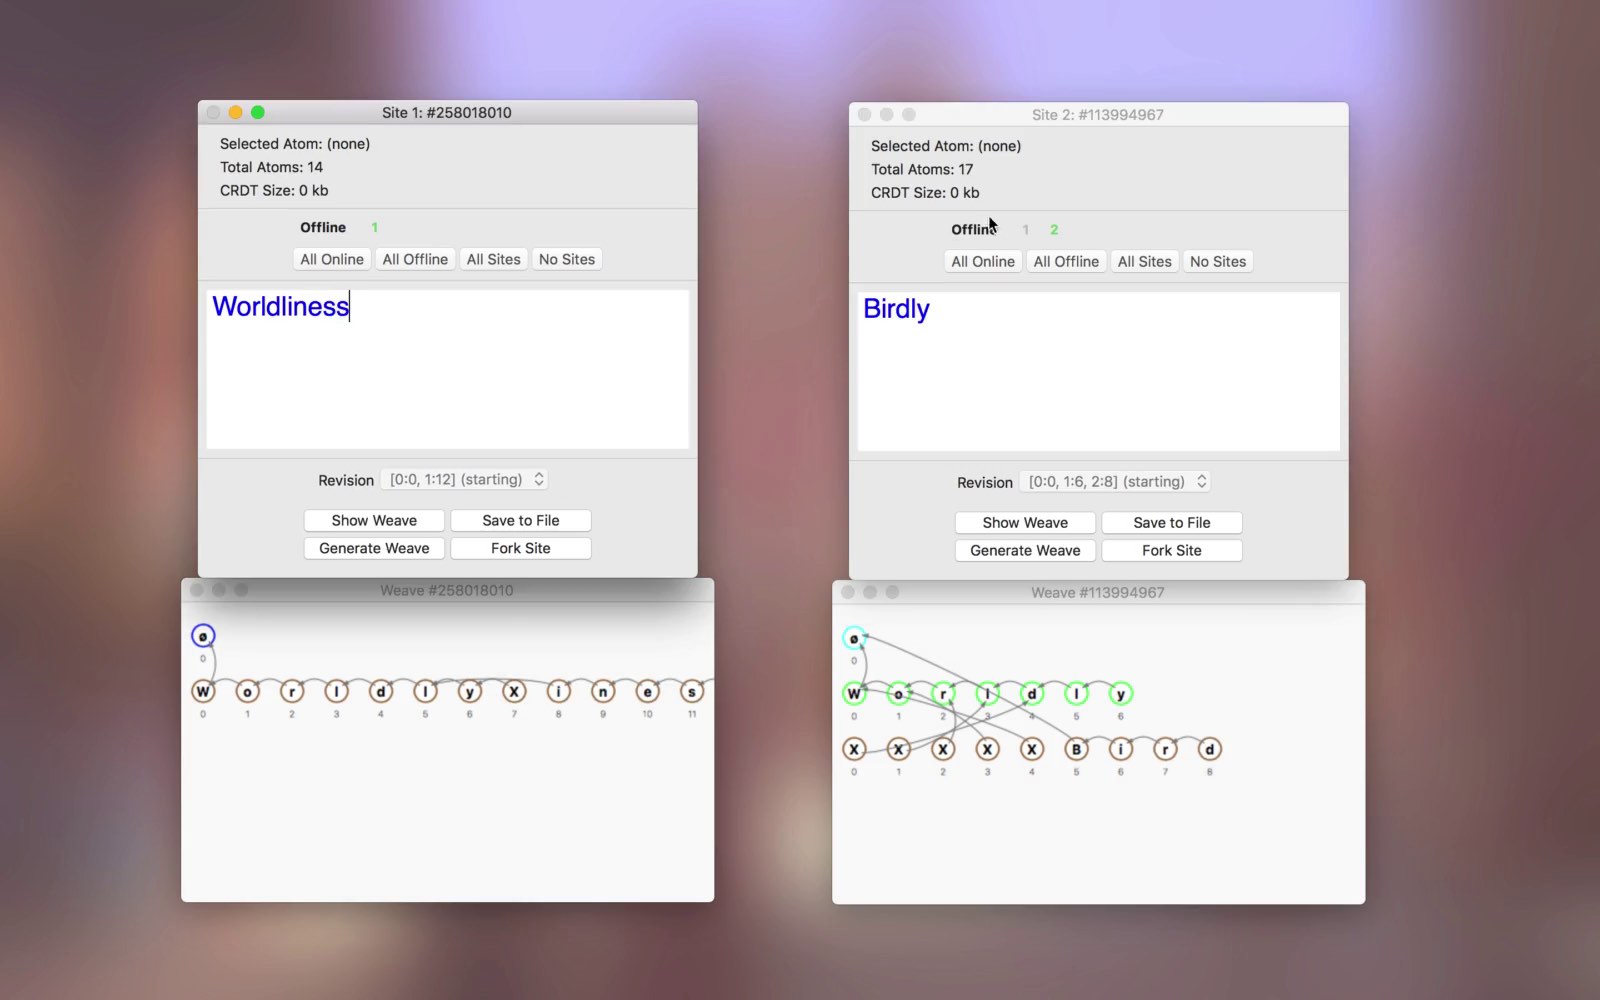 Site 1: #258018010
Selected Atom: (none)
Total Atoms: 14
CRDT Size: 0 kb
Offline 1
All Online All Offline All Sites No Sites
Worldliness
Revision [0:0, 1:12] (starting)
Show Weave Save to File
Generate Weave Fork Site
Weave #258018010
ø
0
W o r l d l y X i n e s
0 1 2 3 4 5 6 7 8 9 10 11
Site 2: #113994967
Selected Atom: (none)
Total Atoms: 17
CRDT Size: 0 kb
Offline 1 2
All Online All Offline All Sites No Sites
Birdly
Revision [0:0, 1:6, 2:8] (starting)
Show Weave Save to File
Generate Weave Fork Site
Weave #113994967
ø
0
W o r l d l y
0 1 2 3 4 5 6
X X X X X B i r d
0 1 2 3 4 5 6 7 8